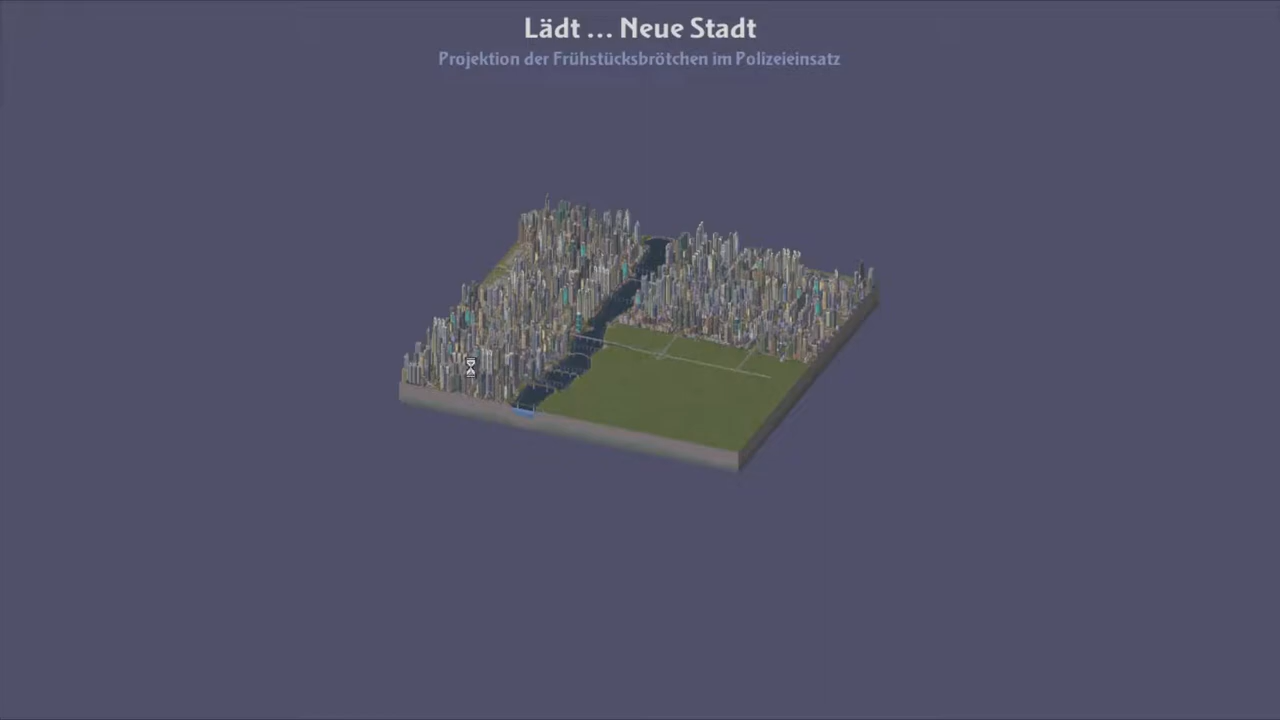 Lädt ... Neue Stadt
Projektion der Frühstücksbrötchen im Polizeieinsatz